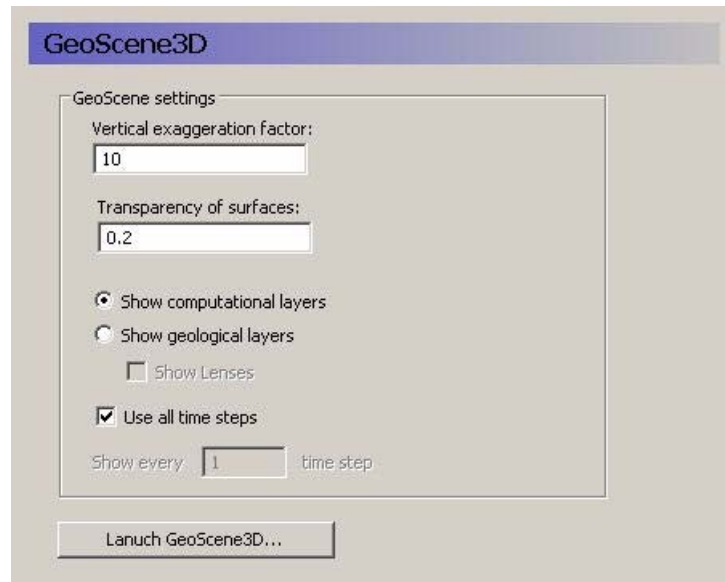 GeoScene3D
GeoScene settings
Vertical exaggeration factor:
10
Transparency of surfaces:
0.2
Show computational layers
Show geological layers
Show Lenses
Use all time steps
Show every 1 time step
Lanuch GeoScene3D...